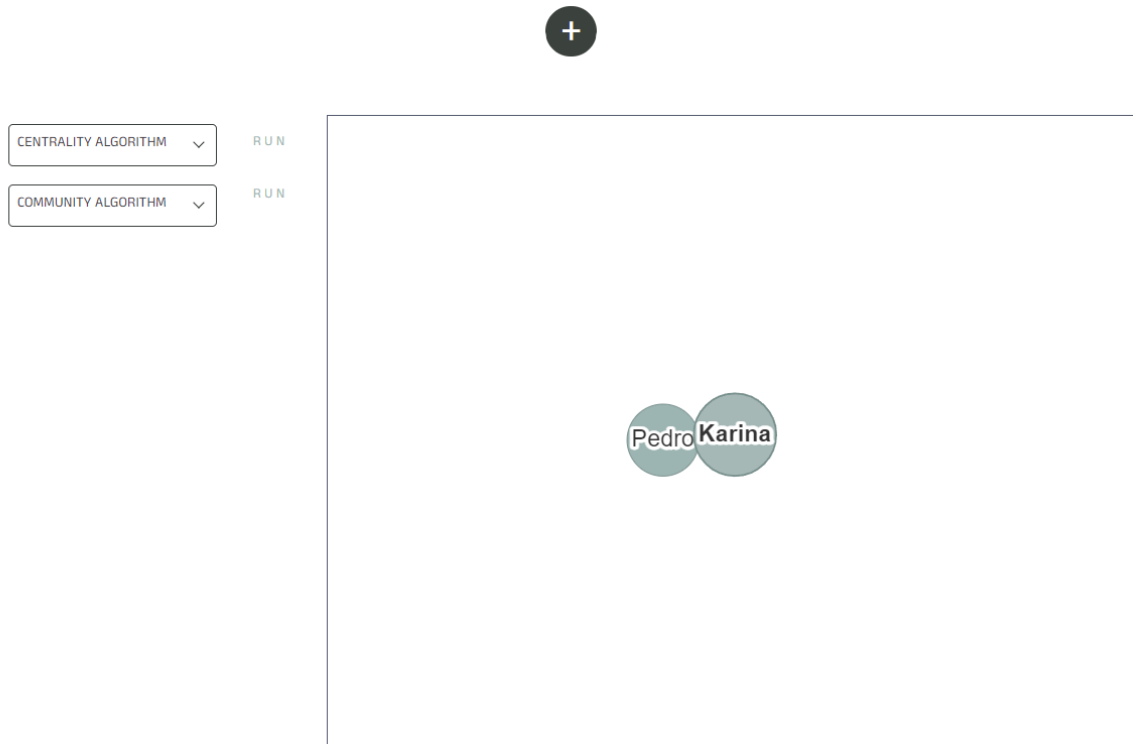 +
CENTRALITY ALGORITHM
RUN
COMMUNITY ALGORITHM
RUN
Pedro
Karina